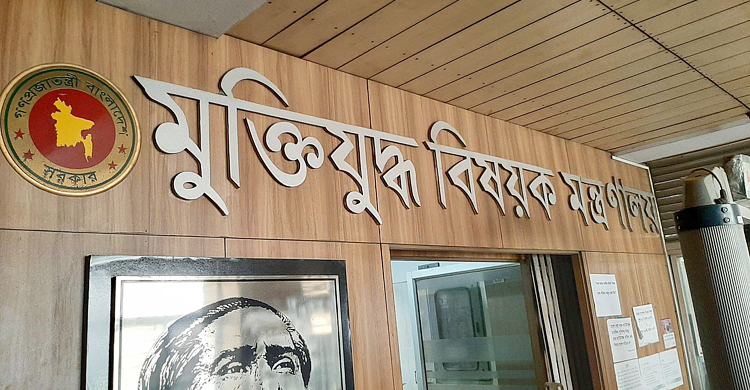 গণপ্রজাতন্ত্রী বাংলাদেশ
সরকার
মুক্তিযুদ্ধ বিষয়ক মন্ত্রণালয়